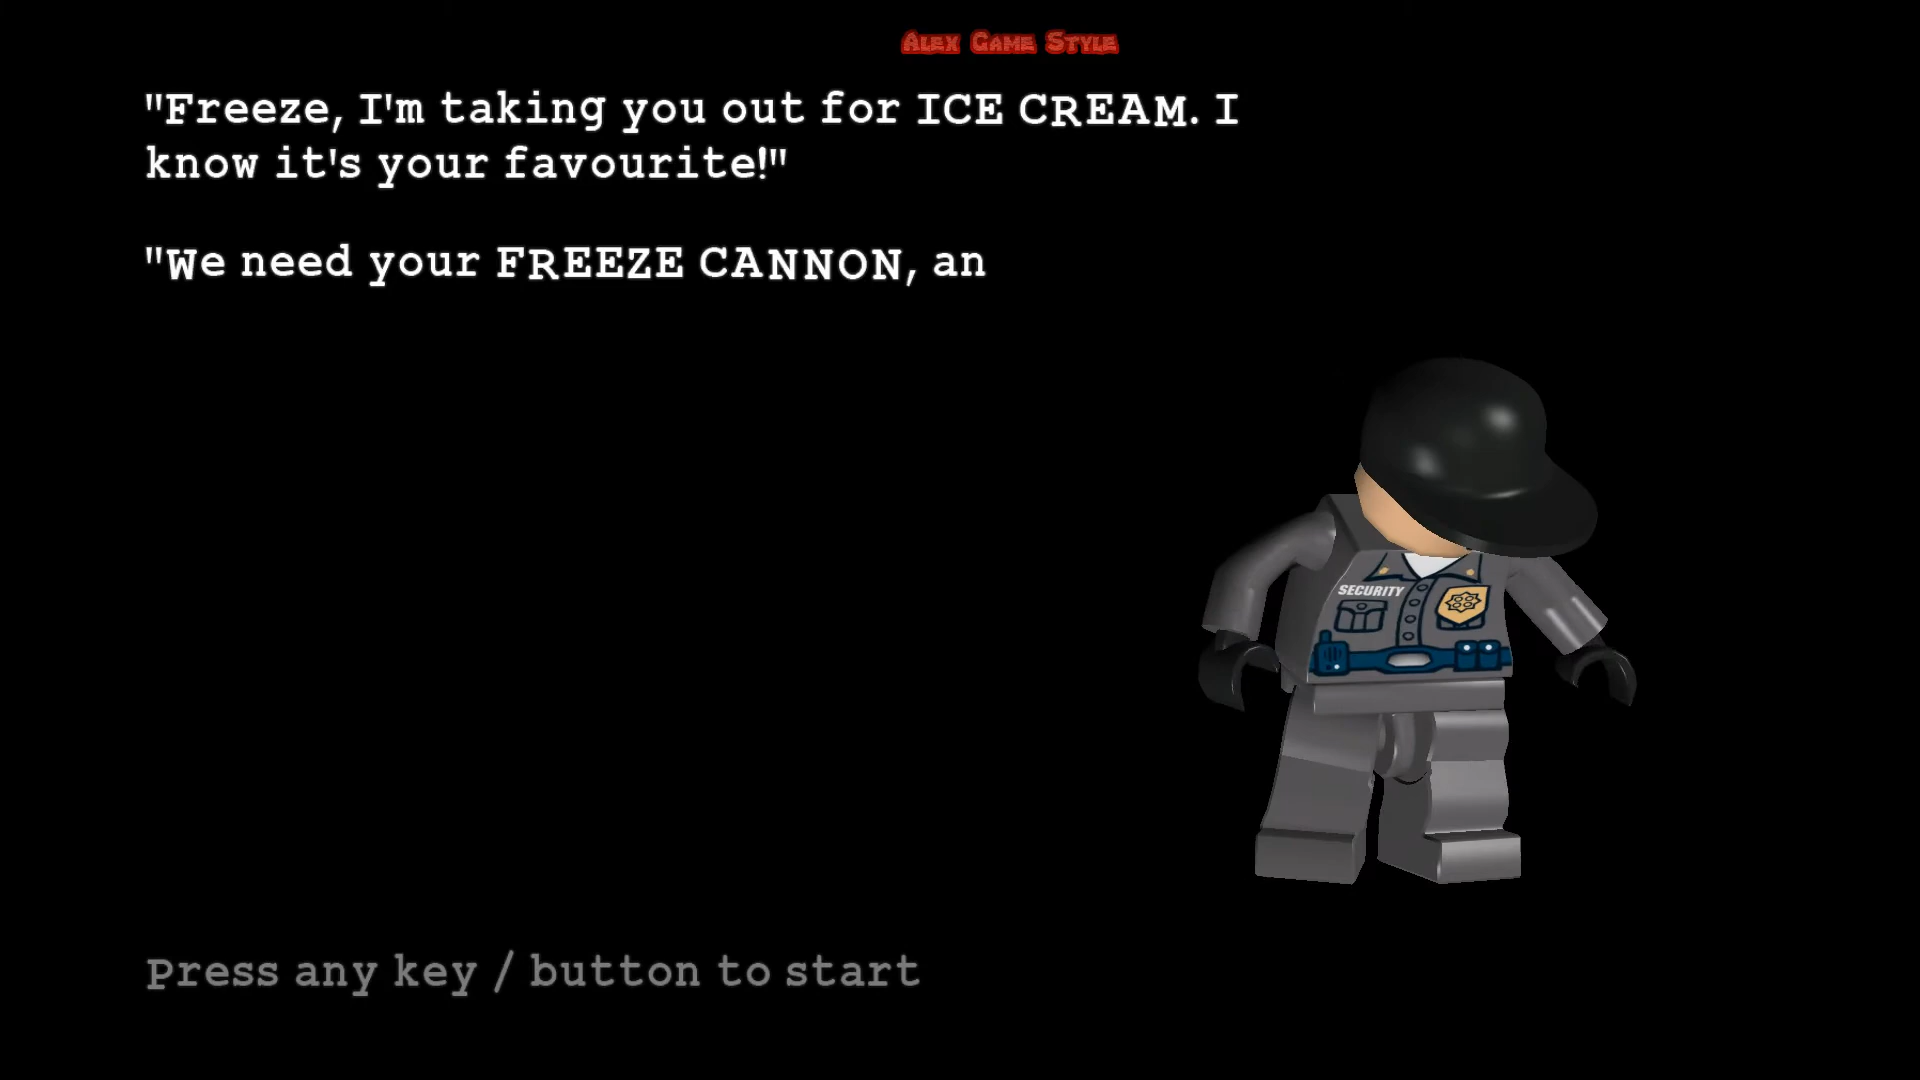 Alex Game Style
"Freeze, I'm taking you out for ICE CREAM. I
know it's your favourite!"
"We need your FREEZE CANNON, an
SECURITY
Press any key / button to start